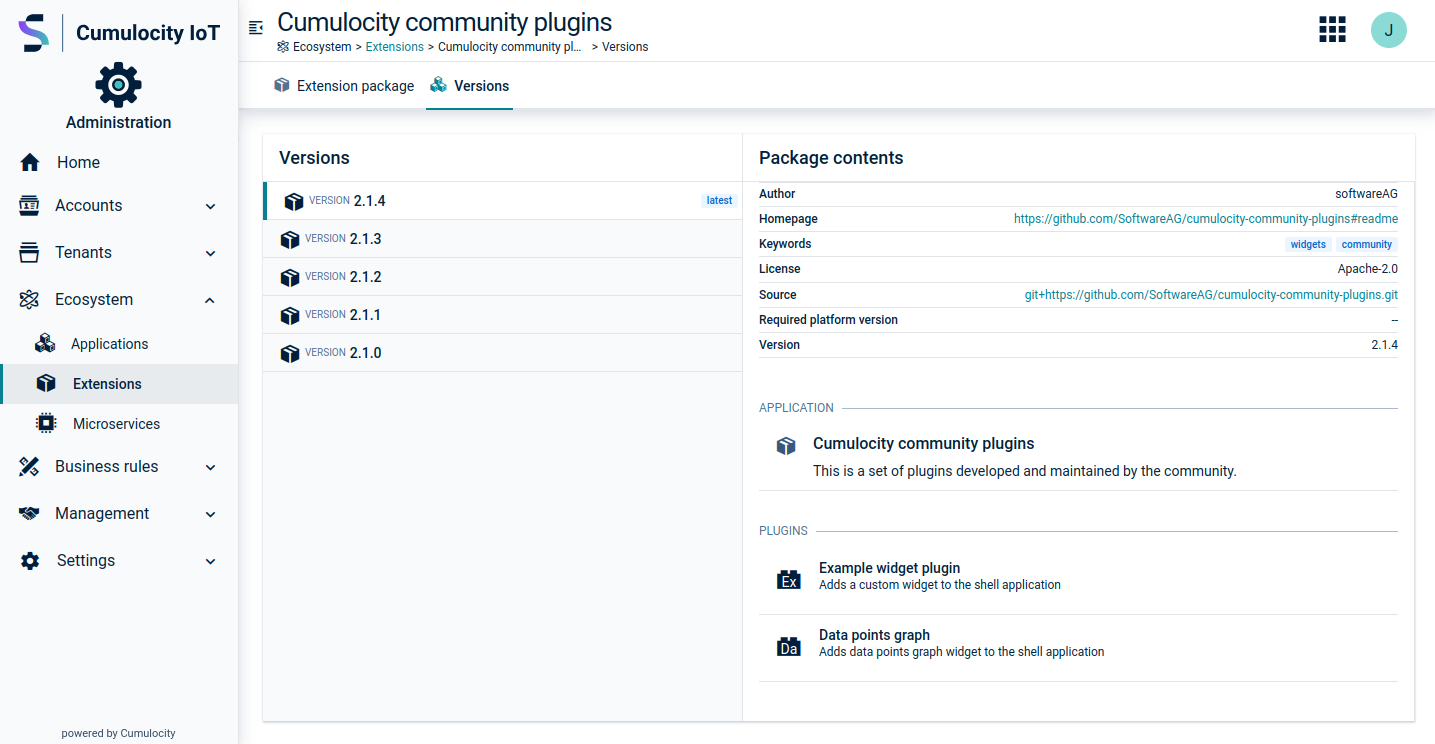 Cumulocity IoT
Administration
Home
Accounts
Tenants
Ecosystem
Applications
Extensions
Microservices
Business rules
Management
Settings
powered by Cumulocity
Cumulocity community plugins
Ecosystem > Extensions > Cumulocity community pl... > Versions
J
Extension package
Versions
Versions
VERSION 2.1.4 latest
VERSION 2.1.3
VERSION 2.1.2
VERSION 2.1.1
VERSION 2.1.0
Package contents
Author softwareAG
Homepage https://github.com/SoftwareAG/cumulocity-community-plugins#readme
Keywords widgets community
License Apache-2.0
Source git+https://github.com/SoftwareAG/cumulocity-community-plugins.git
Required platform version --
Version 2.1.4
APPLICATION
Cumulocity community plugins
This is a set of plugins developed and maintained by the community.
PLUGINS
Ex
Example widget plugin
Adds a custom widget to the shell application
Da
Data points graph
Adds data points graph widget to the shell application